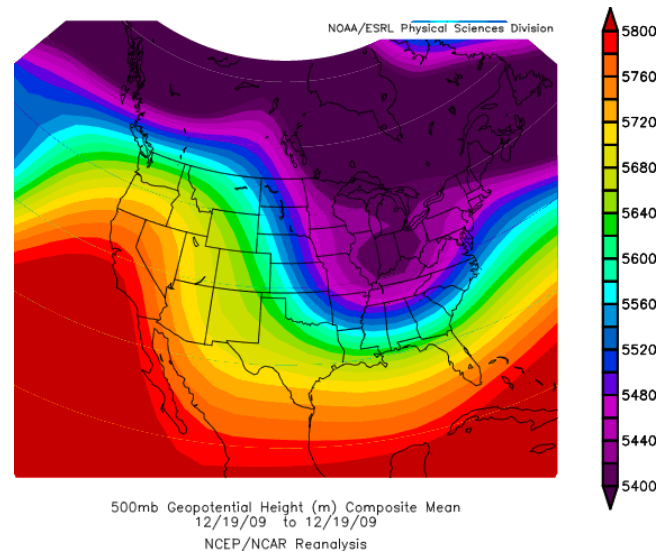 NOAA/ESRL Physical Sciences Division
5800
5760
5720
5680
5640
5600
5560
5520
5480
5440
5400
500mb Geopotential Height (m) Composite Mean
12/19/09 to 12/19/09
NCEP/NCAR Reanalysis